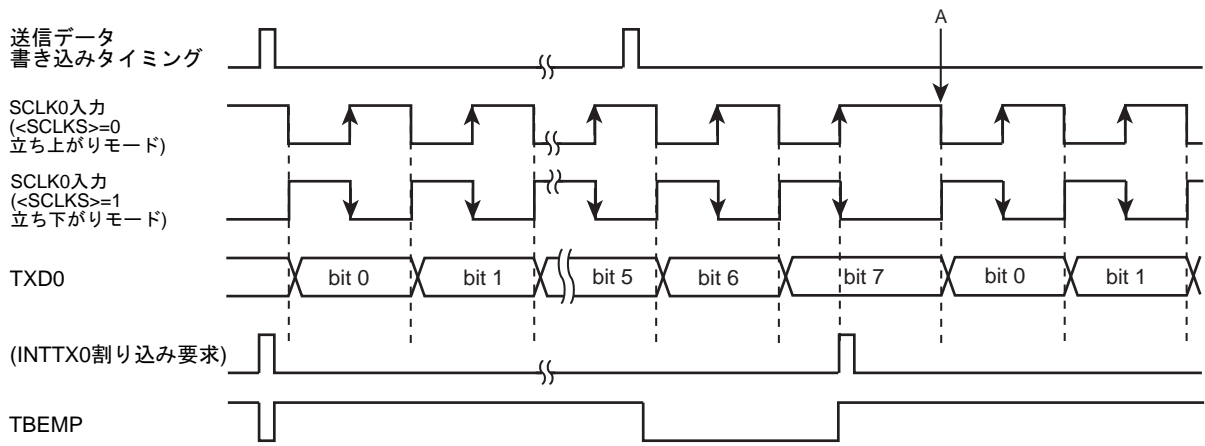 A
送信データ
書き込みタイミング
SCLK0入力
(<SCLKS>=0
立ち上がりモード)
SCLK0入力
(<SCLKS>=1
立ち下がりモード)
TXD0
bit 0
bit 1
bit 5
bit 6
bit 7
bit 0
bit 1
(INTTX0割り込み要求)
TBEMP